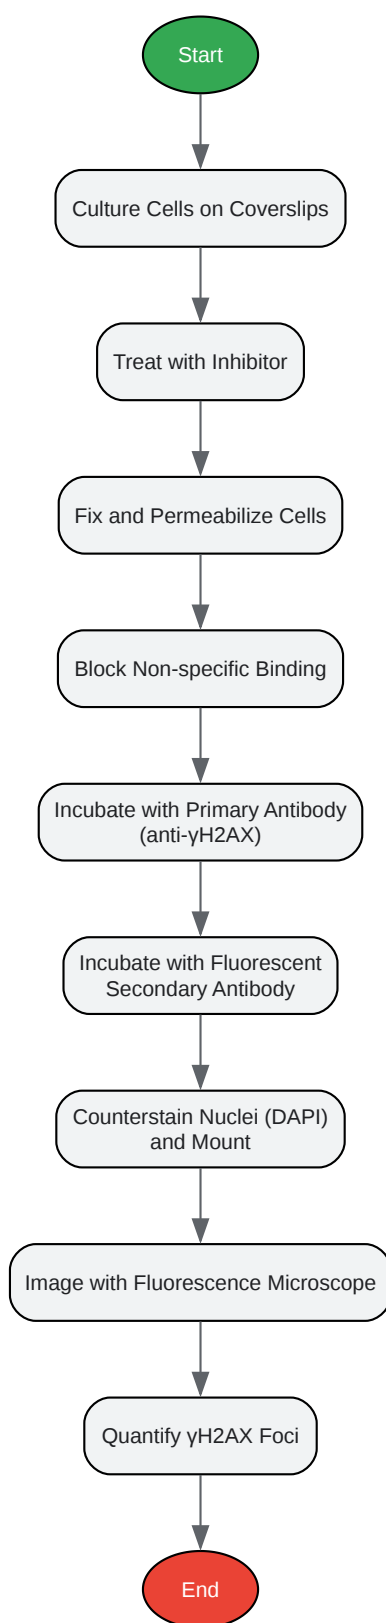 Start
Culture Cells on Coverslips
Treat with Inhibitor
Fix and Permeabilize Cells
Block Non-specific Binding
Incubate with Primary Antibody
(anti-γH2AX)
Incubate with Fluorescent
Secondary Antibody
Counterstain Nuclei (DAPI)
and Mount
Image with Fluorescence Microscope
Quantify γH2AX Foci
End